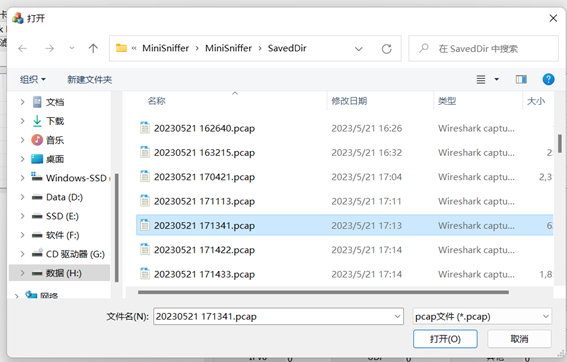 打开
« MiniSniffer › MiniSniffer › SavedDir
在 SavedDir 中搜索
组织 新建文件夹
名称 修改日期 类型 大小
文档
下载
音乐
桌面
Windows-SSD
Data (D:)
SSD (E:)
软件 (F:)
CD 驱动器 (G:)
数据 (H:)
网络
20230521 162640.pcap 2023/5/21 16:26 Wireshark captu...
20230521 163215.pcap 2023/5/21 16:32 Wireshark captu... 2
20230521 170421.pcap 2023/5/21 17:04 Wireshark captu... 2,3
20230521 171113.pcap 2023/5/21 17:11 Wireshark captu...
20230521 171341.pcap 2023/5/21 17:13 Wireshark captu... 6
20230521 171422.pcap 2023/5/21 17:14 Wireshark captu...
20230521 171433.pcap 2023/5/21 17:14 Wireshark captu... 1,8
文件名(N): 20230521 171341.pcap pcap文件 (*.pcap)
打开(O) 取消